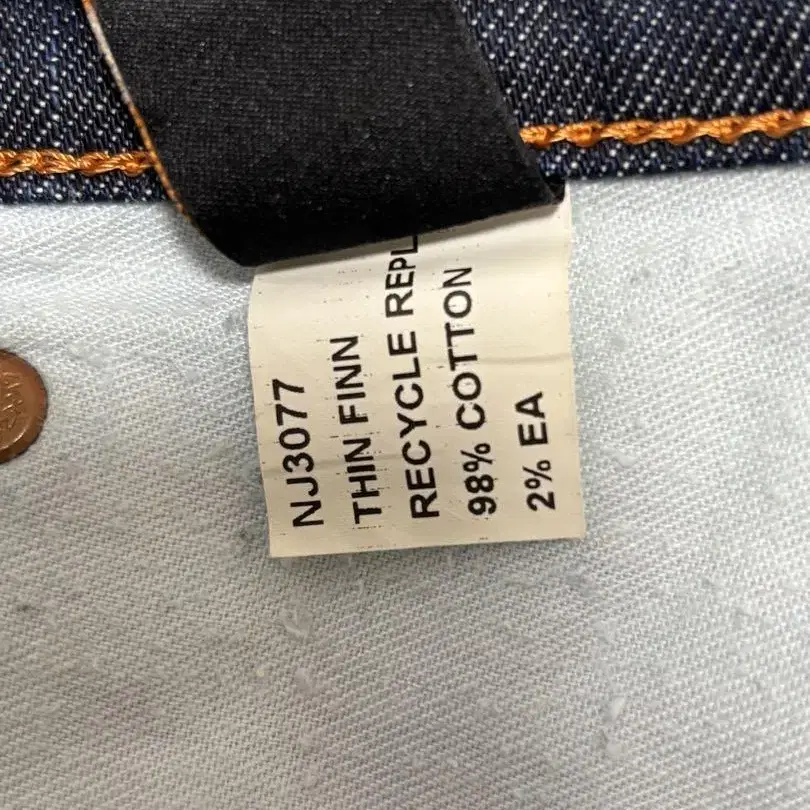 NJ3077
THIN FINN
RECYCLE REPL
98% COTTON
2% EA